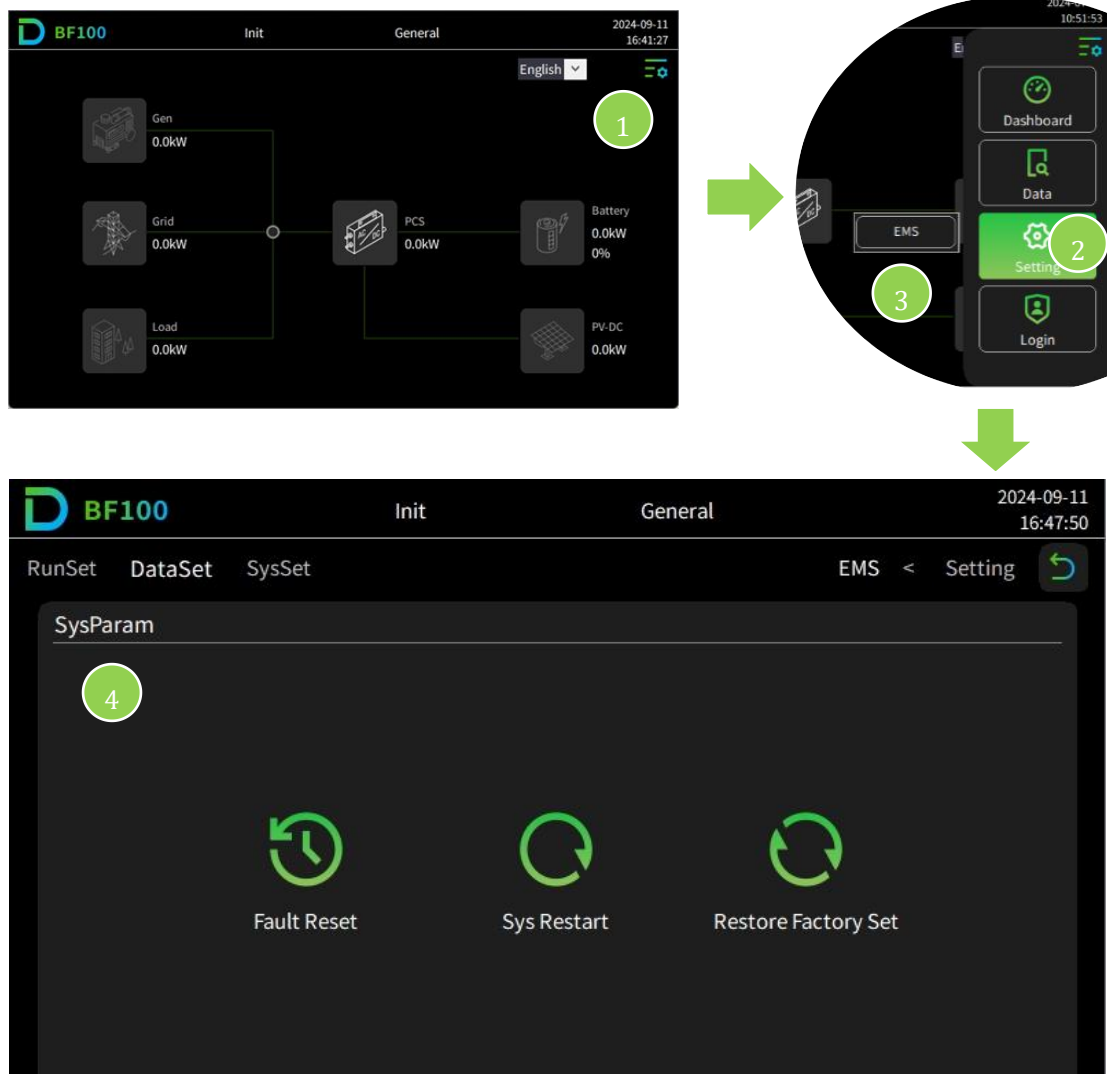 BF100
Init
General
2024-09-11
16:41:27
English
1
Gen
0.0kW
Grid
0.0kW
PCS
0.0kW
Battery
0.0kW
0%
Load
0.0kW
PV-DC
0.0kW
10:51:53
Dashboard
Data
EMS
Setting
2
3
Login
BF100
Init
General
2024-09-11
16:47:50
RunSet DataSet SysSet
EMS < Setting
SysParam
4
Fault Reset
Sys Restart
Restore Factory Set